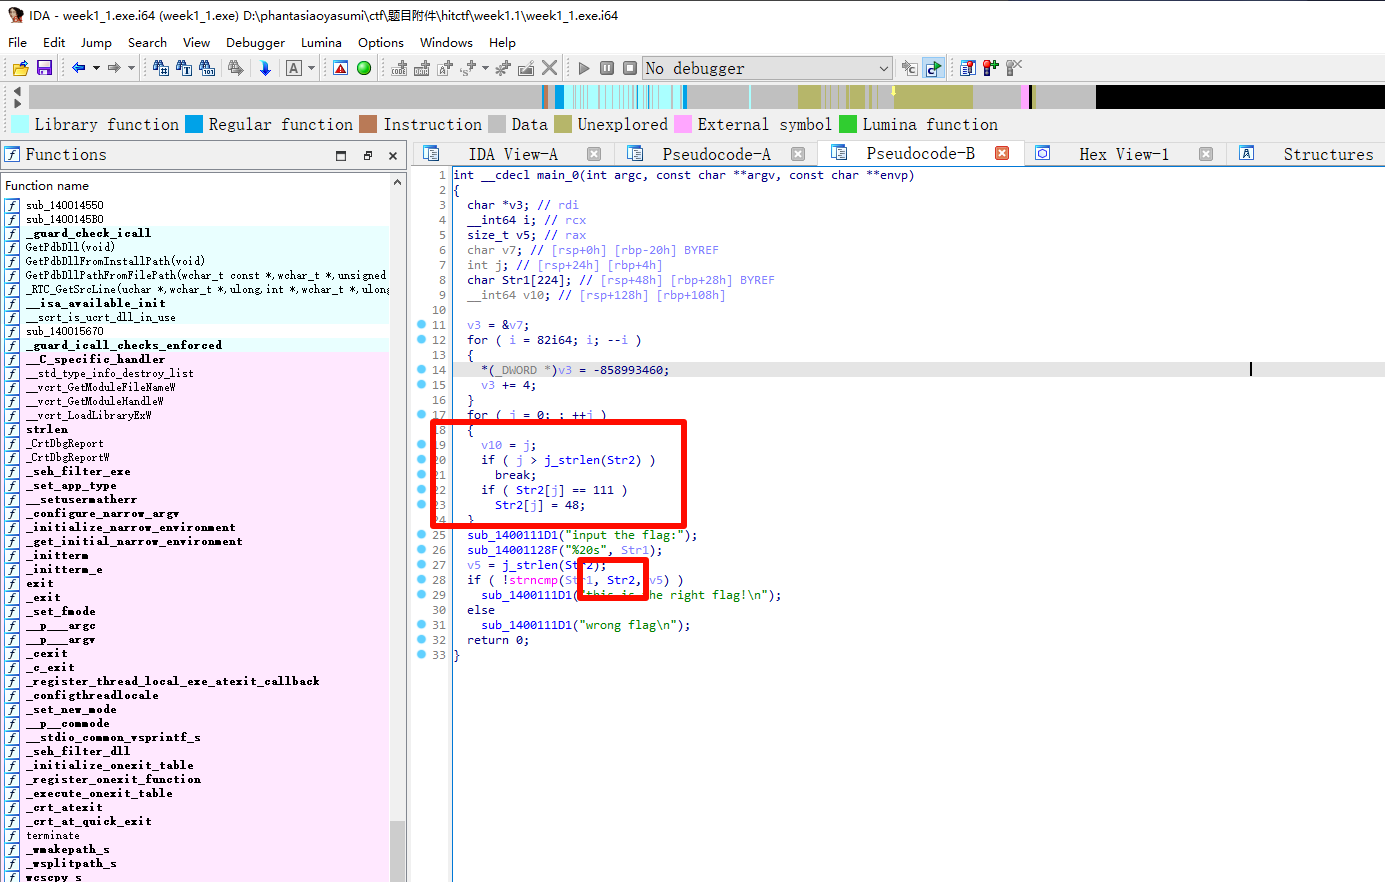 IDA - week1_1.exe.i64 (week1_1.exe) D:\phantasiaoyasumi\ctf\题目附件\hitctf\week1.1\week1_1.exe.i64
File Edit Jump Search View Debugger Lumina Options Windows Help
No debugger
Library function Regular function Instruction Data Unexplored External symbol Lumina function
Functions
IDA View-A Pseudocode-A Pseudocode-B Hex View-1 Structures
Function name
sub_140014550
sub_1400145B0
_guard_check_icall
GetPdbDll(void)
GetPdbDllFromInstallPath(void)
GetPdbDllPathFromFilePath(wchar_t const *,wchar_t *,unsigned
_RTC_GetSrcLine(uchar *,wchar_t *,ulong,int *,wchar_t *,ulong
__isa_available_init
__scrt_is_ucrt_dll_in_use
sub_140015670
_guard_icall_checks_enforced
__C_specific_handler
__std_type_info_destroy_list
__vcrt_GetModuleFileNameW
__vcrt_GetModuleHandleW
__vcrt_LoadLibraryExW
strlen
_CrtDbgReport
_CrtDbgReportW
_seh_filter_exe
_set_app_type
__setusermatherr
_configure_narrow_argv
_initialize_narrow_environment
_get_initial_narrow_environment
_initterm
_initterm_e
exit
_exit
_set_fmode
__p___argc
__p___argv
_cexit
_c_exit
_register_thread_local_exe_atexit_callback
_configthreadlocale
_set_new_mode
__p__commode
__stdio_common_vsprintf_s
_seh_filter_dll
_initialize_onexit_table
_register_onexit_function
_execute_onexit_table
_crt_atexit
_crt_at_quick_exit
terminate
_wmakepath_s
_wsplitpath_s
wcscpy_s
1 int __cdecl main_0(int argc, const char **argv, const char **envp)
2 {
3 char *v3; // rdi
4 __int64 i; // rcx
5 size_t v5; // rax
6 char v7; // [rsp+0h] [rbp-20h] BYREF
7 int j; // [rsp+24h] [rbp+4h]
8 char Str1[224]; // [rsp+48h] [rbp+28h] BYREF
9 __int64 v10; // [rsp+128h] [rbp+108h]
10
11 v3 = &v7;
12 for ( i = 82i64; i; --i )
13 {
14 *(_DWORD *)v3 = -858993460;
15 v3 += 4;
16 }
17 for ( j = 0; ; ++j )
18 {
19 v10 = j;
20 if ( j > j_strlen(Str2) )
21 break;
22 if ( Str2[j] == 111 )
23 Str2[j] = 48;
24 }
25 sub_1400111D1("input the flag:");
26 sub_14001128F("%20s", Str1);
27 v5 = j_strlen(Str2);
28 if ( !strncmp(Str1, Str2, v5) )
29 sub_1400111D1("this is the right flag!\n");
30 else
31 sub_1400111D1("wrong flag\n");
32 return 0;
33 }